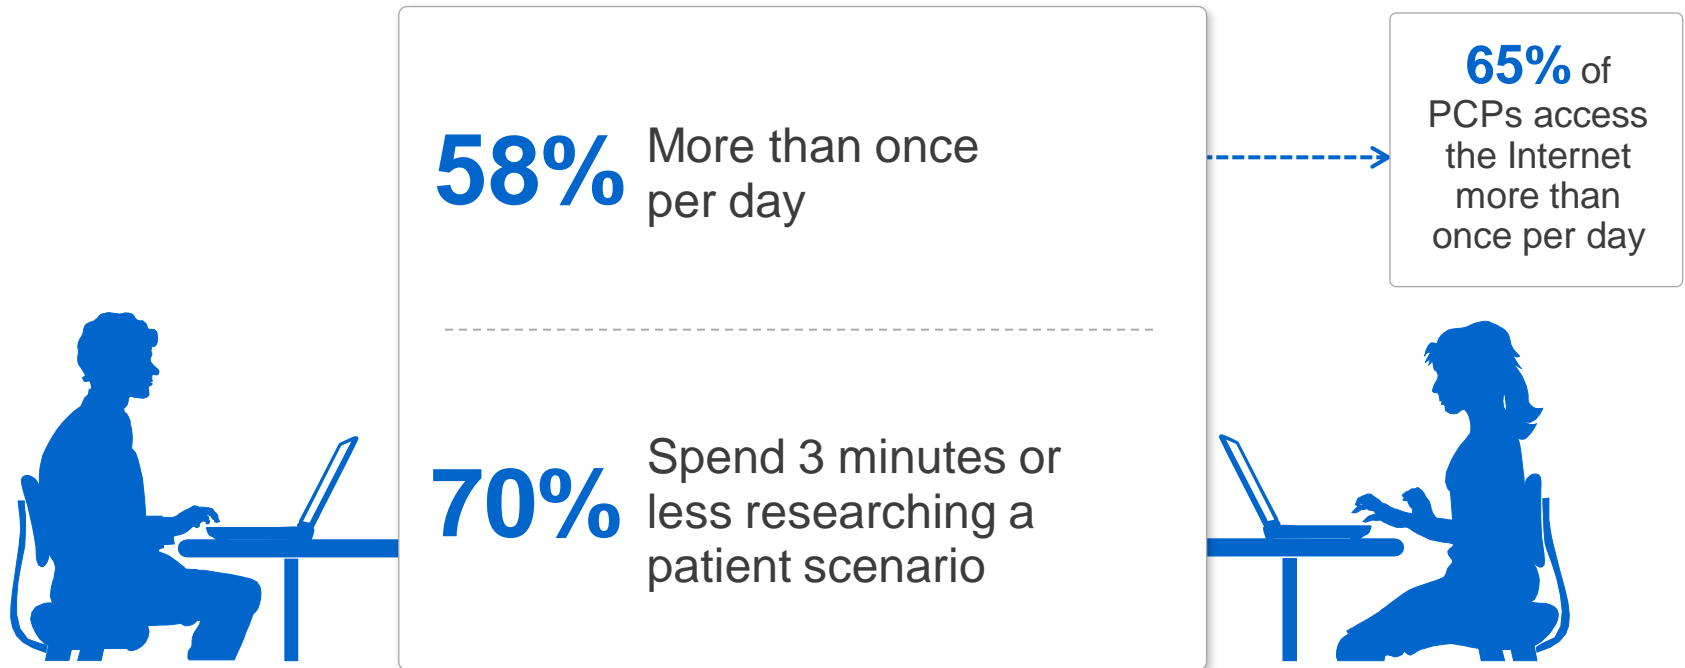 58% More than once
per day
65% of
PCPs access
the Internet
more than
once per day
70% Spend 3 minutes or
less researching a
patient scenario